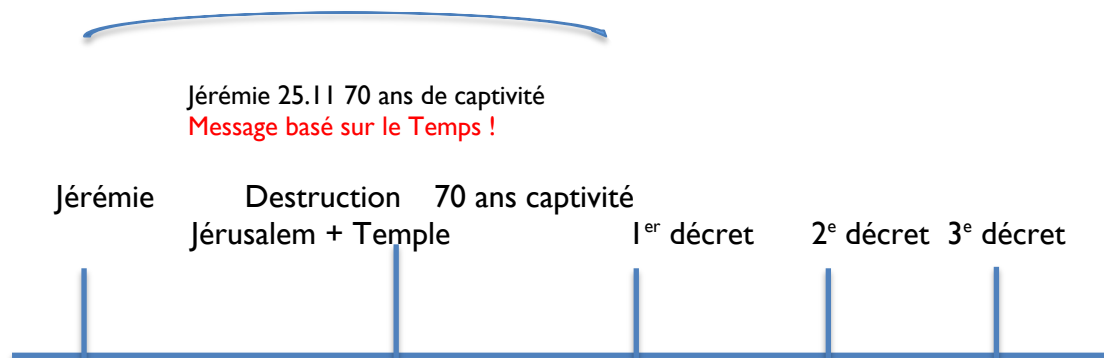 Jérémie 25.11 70 ans de captivité
Message basé sur le Temps !
Jérémie Destruction 70 ans captivité
Jérusalem + Temple 1er décret 2e décret 3e décret